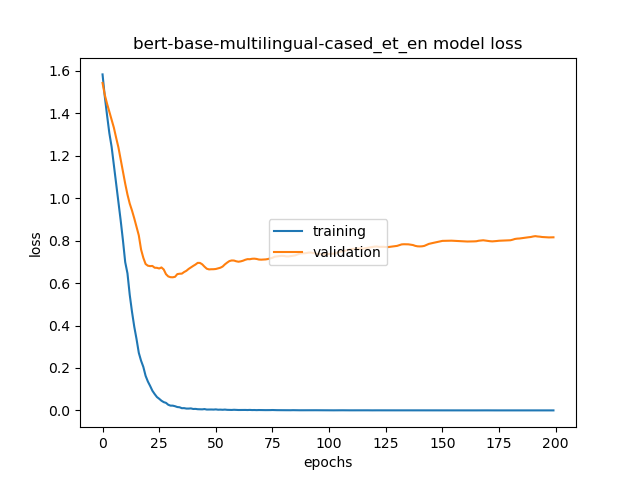 bert-base-multilingual-cased_et_en model loss
loss
1.6
1.4
1.2
1.0
0.8
0.6
0.4
0.2
0.0
training
validation
0 25 50 75 100 125 150 175 200
epochs